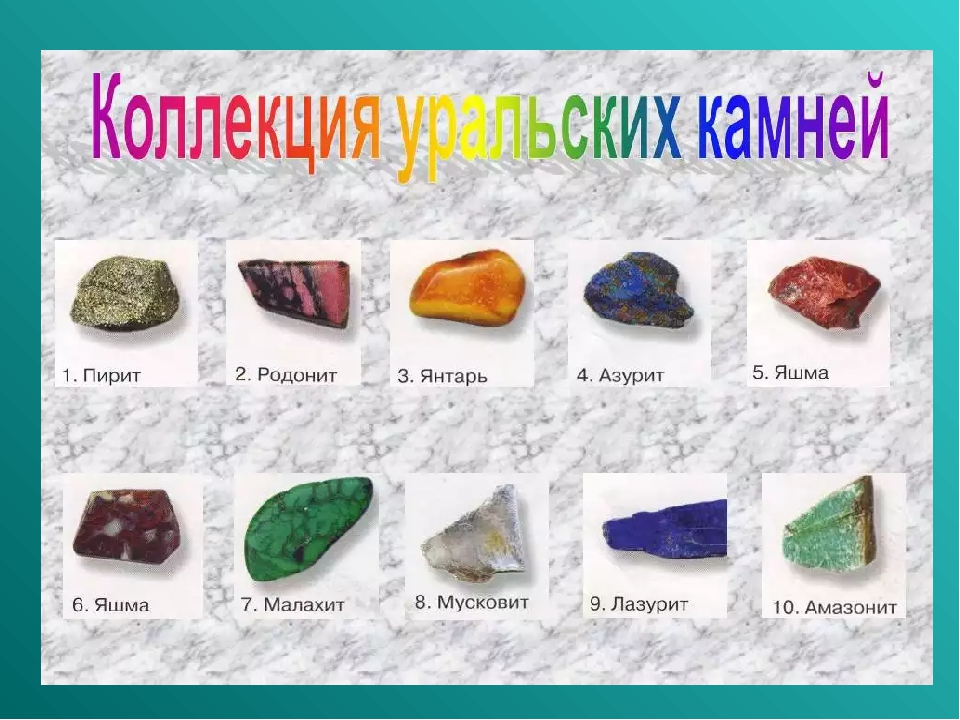 Коллекция уральских камней
1. Пирит
2. Родонит
3. Янтарь
4. Азурит
5. Яшма
6. Яшма
7. Малахит
8. Мусковит
9. Лазурит
10. Амазонит